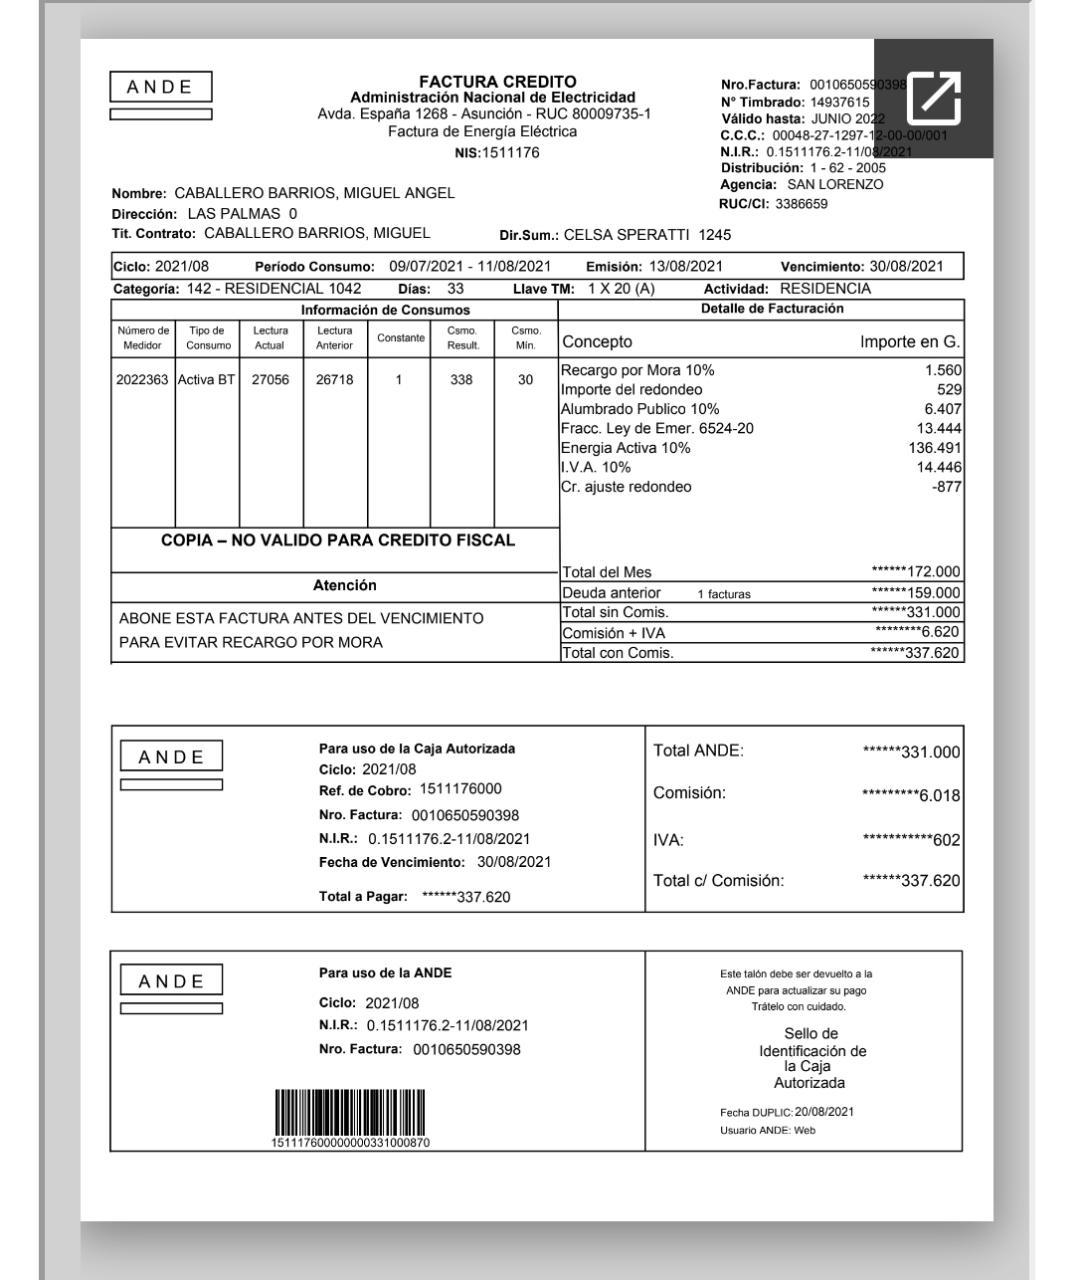 ANDE
FACTURA CREDITO
Administración Nacional de Electricidad
Avda. España 1268 - Asunción - RUC 80009735-1
Factura de Energía Eléctrica
NIS:1511176
Nro.Factura: 0010650590398
N° Timbrado: 14937615
Válido hasta: JUNIO 2022
C.C.C.: 00048-27-1297-12-00-00/001
N.I.R.: 0.1511176.2-11/08/2021
Distribución: 1 - 62 - 2005
Agencia: SAN LORENZO
RUC/CI: 3386659
Nombre: CABALLERO BARRIOS, MIGUEL ANGEL
Dirección: LAS PALMAS 0
Tit. Contrato: CABALLERO BARRIOS, MIGUEL Dir.Sum.: CELSA SPERATTI 1245
Ciclo: 2021/08 Período Consumo: 09/07/2021 - 11/08/2021 Emisión: 13/08/2021 Vencimiento: 30/08/2021
Categoría: 142 - RESIDENCIAL 1042 Días: 33 Llave TM: 1 X 20 (A) Actividad: RESIDENCIA
Información de Consumos
Número de Medidor Tipo de Consumo Lectura Actual Lectura Anterior Constante Csmo. Result. Csmo. Mín.
2022363 Activa BT 27056 26718 1 338 30
COPIA – NO VALIDO PARA CREDITO FISCAL
Atención
ABONE ESTA FACTURA ANTES DEL VENCIMIENTO
PARA EVITAR RECARGO POR MORA
Detalle de Facturación
Concepto Importe en G.
Recargo por Mora 10% 1.560
Importe del redondeo 529
Alumbrado Publico 10% 6.407
Fracc. Ley de Emer. 6524-20 13.444
Energia Activa 10% 136.491
I.V.A. 10% 14.446
Cr. ajuste redondeo -877
Total del Mes ******172.000
Deuda anterior 1 facturas ******159.000
Total sin Comis. ******331.000
Comisión + IVA ********6.620
Total con Comis. ******337.620
ANDE
Para uso de la Caja Autorizada
Ciclo: 2021/08
Ref. de Cobro: 1511176000
Nro. Factura: 0010650590398
N.I.R.: 0.1511176.2-11/08/2021
Fecha de Vencimiento: 30/08/2021
Total a Pagar: ******337.620
Total ANDE: ******331.000
Comisión: *********6.018
IVA: ***********602
Total c/ Comisión: ******337.620
ANDE
Para uso de la ANDE
Ciclo: 2021/08
N.I.R.: 0.1511176.2-11/08/2021
Nro. Factura: 0010650590398
151117600000000331000870
Este talón debe ser devuelto a la
ANDE para actualizar su pago
Trátelo con cuidado.
Sello de
Identificación de
la Caja
Autorizada
Fecha DUPLIC: 20/08/2021
Usuario ANDE: Web